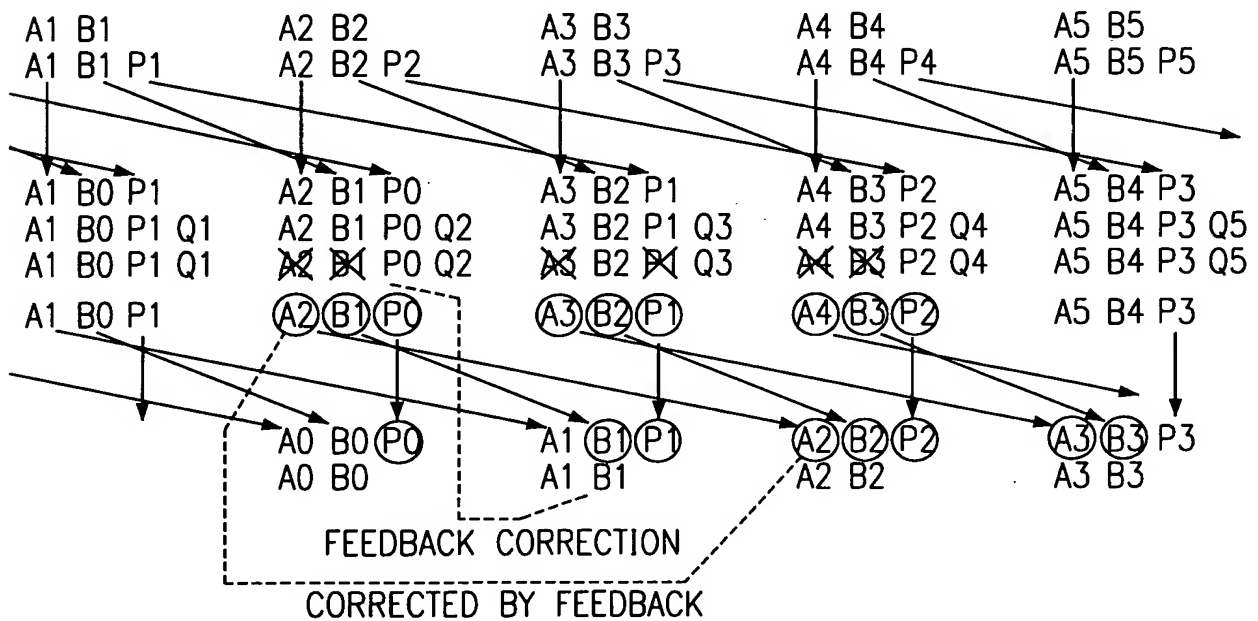 A1 B1 A2 B2 A3 B3 A4 B4 A5 B5
A1 B1 P1 A2 B2 P2 A3 B3 P3 A4 B4 P4 A5 B5 P5
A1 B0 P1 A2 B1 P0 A3 B2 P1 A4 B3 P2 A5 B4 P3
A1 B0 P1 Q1 A2 B1 P0 Q2 A3 B2 P1 Q3 A4 B3 P2 Q4 A5 B4 P3 Q5
A1 B0 P1 Q1 A2 B1 P0 Q2 A3 B2 P1 Q3 A4 B3 P2 Q4 A5 B4 P3 Q5
A1 B0 P1 A2 B1 P0 A3 B2 P1 A4 B3 P2 A5 B4 P3
A0 B0 P0 A1 B1 P1 A2 B2 P2 A3 B3 P3
A0 B0 A1 B1 A2 B2 A3 B3
FEEDBACK CORRECTION
CORRECTED BY FEEDBACK